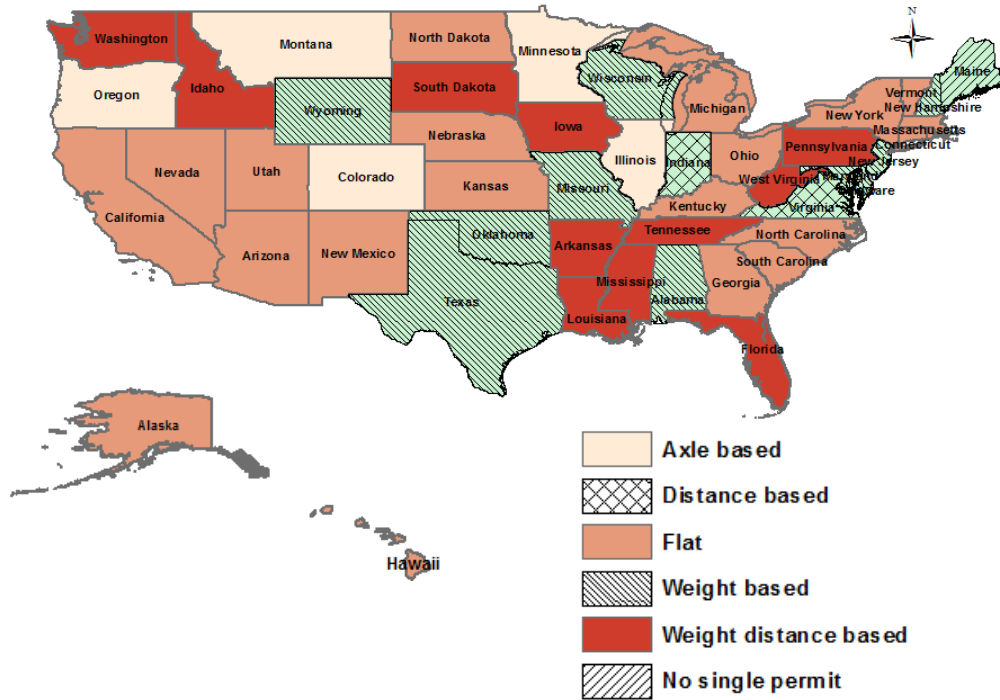 N
Washington
Montana
North Dakota
Minnesota
Wisconsin
Maine
Oregon
Idaho
Wyoming
South Dakota
Michigan
Vermont
New Hampshire
New York
Massachusetts
Connecticut
Nebraska
Iowa
Illinois
Indiana
Ohio
Pennsylvania
New Jersey
Nevada
Utah
Colorado
Kansas
Missouri
West Virginia
Virginia
Kentucky
California
Arizona
New Mexico
Oklahoma
Arkansas
Tennessee
North Carolina
South Carolina
Texas
Louisiana
Mississippi
Alabama
Georgia
Florida
Alaska
Hawaii
Axle based
Distance based
Flat
Weight based
Weight distance based
No single permit